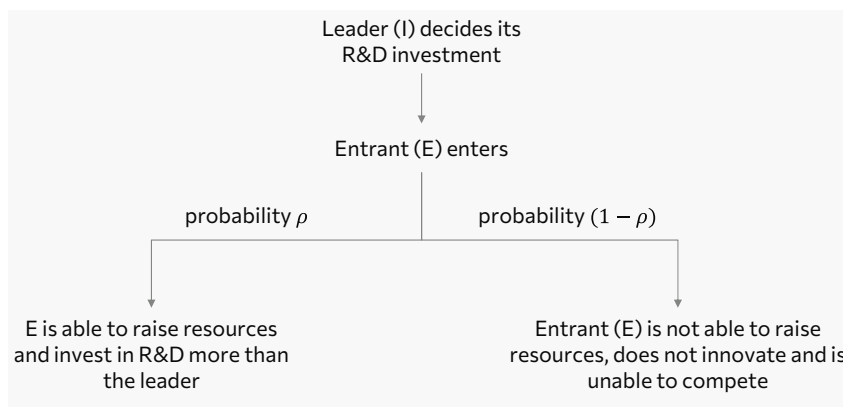 Leader (I) decides its
R&D investment
Entrant (E) enters
probability ρ
probability (1 − ρ)
E is able to raise resources
and invest in R&D more than
the leader
Entrant (E) is not able to raise
resources, does not innovate and is
unable to compete